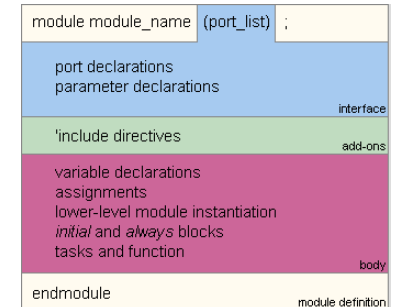 module module_name (port_list) ;
port declarations
parameter declarations
interface
'include directives
add-ons
variable declarations
assignments
lower-level module instantiation
initial and always blocks
tasks and function
body
endmodule
module definition